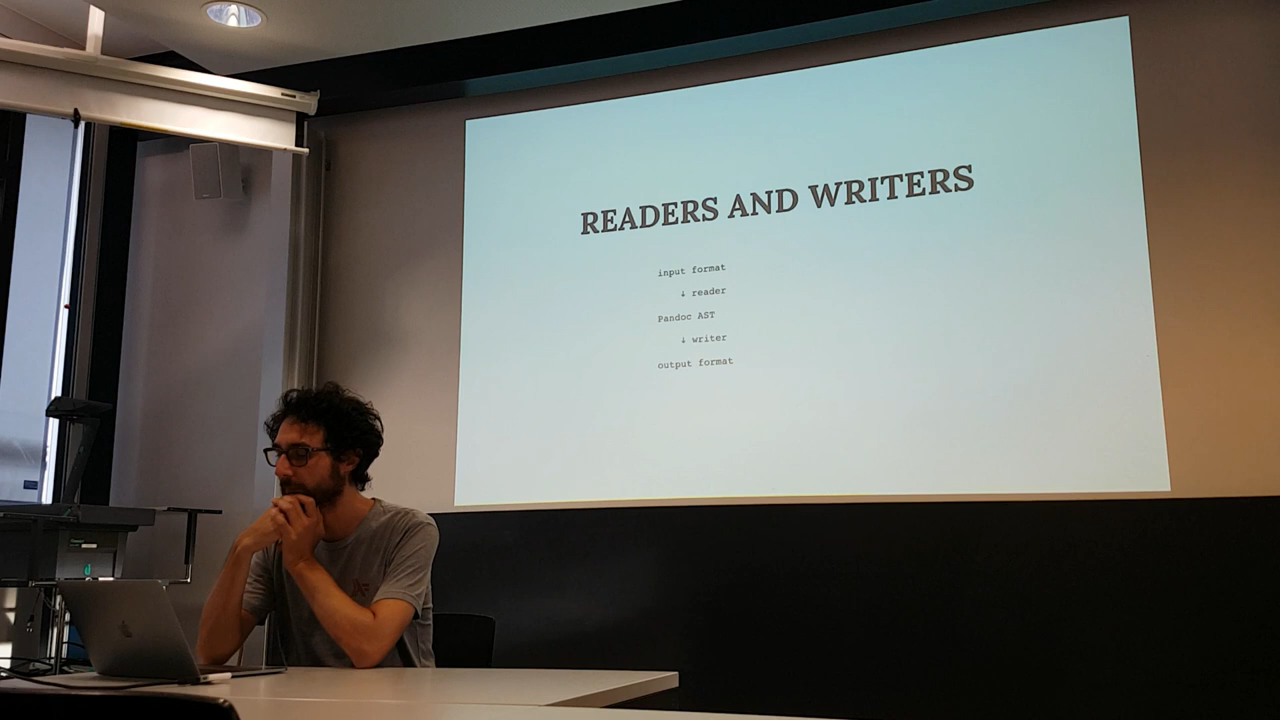 READERS AND WRITERS
input format
↓ reader
Pandoc AST
↓ writer
output format